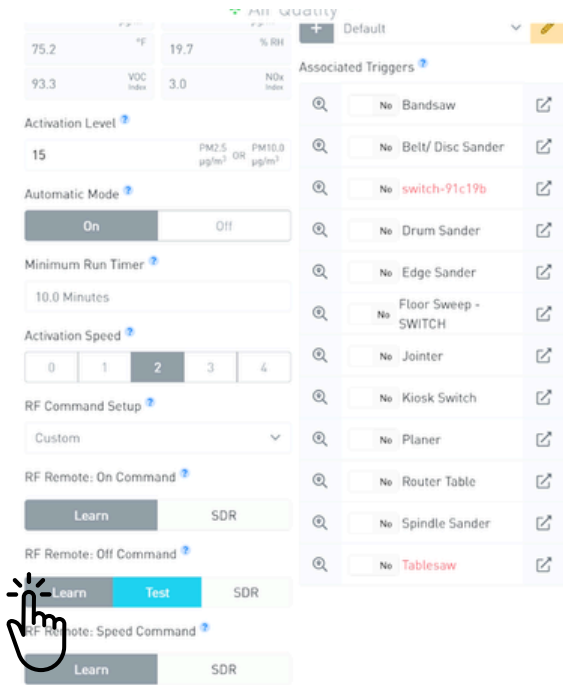 Air Quality
75.2 °F 19.7 % RH
93.3 VOC Index 3.0 NOx Index
Activation Level ?
15 PM2.5 µg/m³ OR PM10.0 µg/m³
Automatic Mode ?
On Off
Minimum Run Timer ?
10.0 Minutes
Activation Speed ?
0 1 2 3 4
RF Command Setup ?
Custom
RF Remote: On Command ?
Learn SDR
RF Remote: Off Command ?
Learn Test SDR
RF Remote: Speed Command ?
Learn SDR
+ Default
Associated Triggers ?
No Bandsaw
No Belt/ Disc Sander
No switch-91c19b
No Drum Sander
No Edge Sander
No Floor Sweep -
SWITCH
No Jointer
No Kiosk Switch
No Planer
No Router Table
No Spindle Sander
No Tablesaw